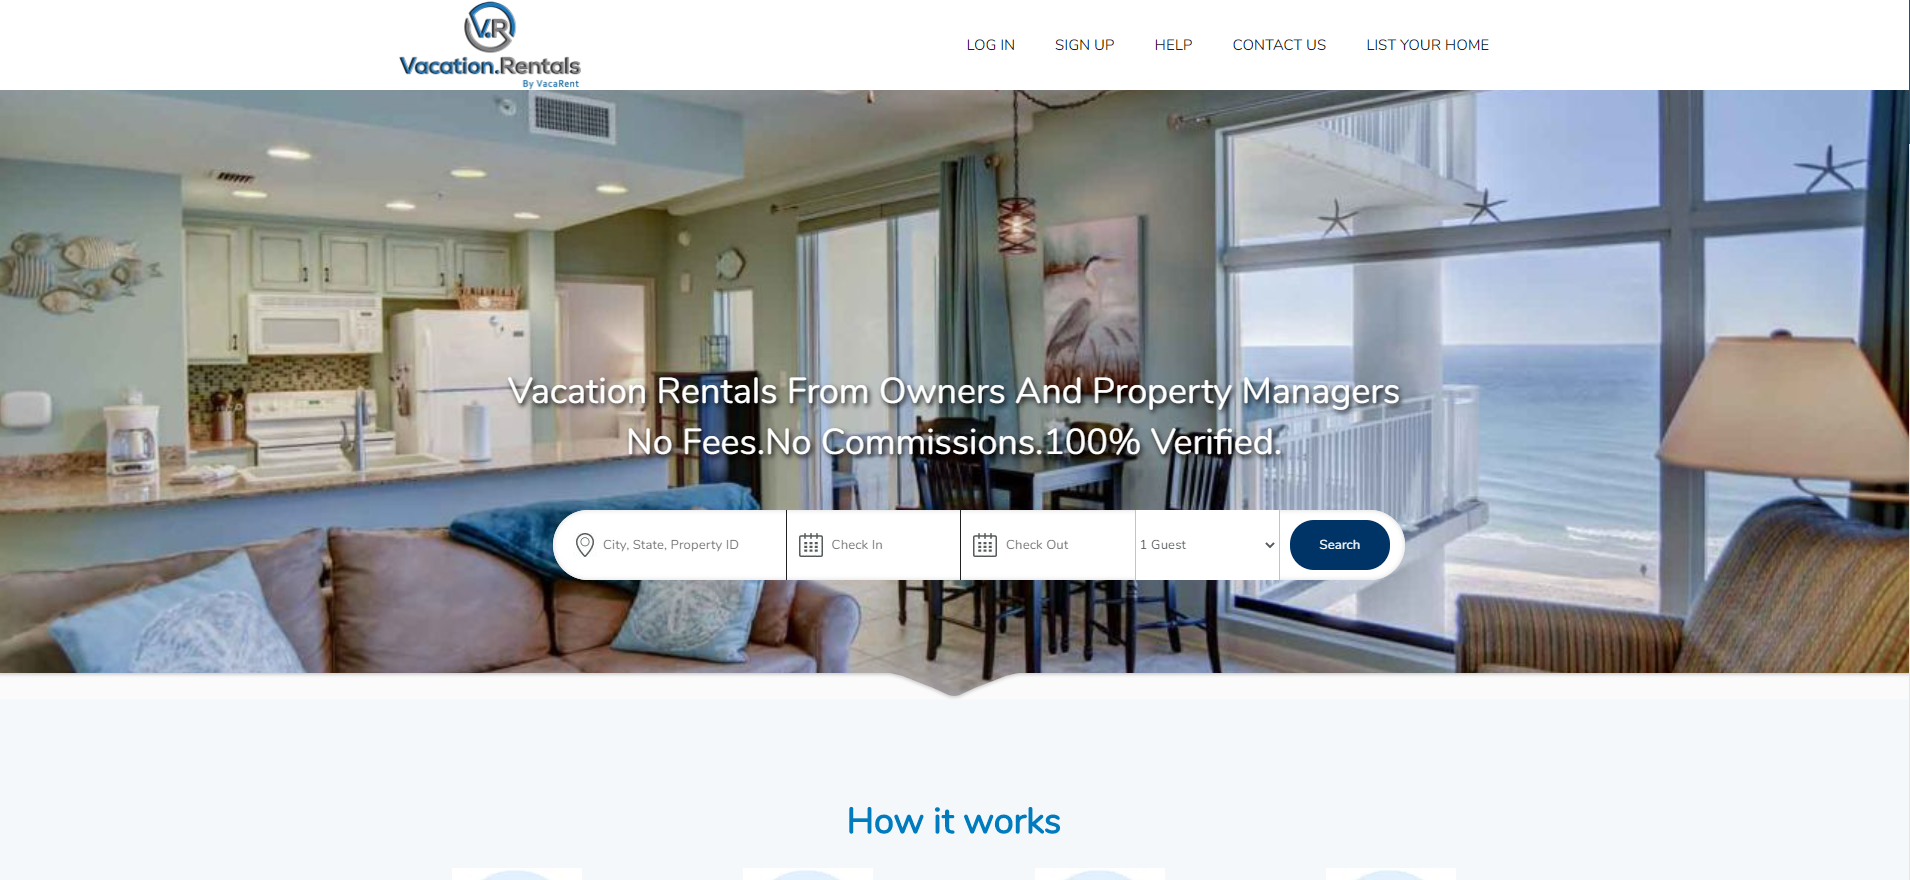 V.R
Vacation.Rentals
By VacaRent
LOG IN
SIGN UP
HELP
CONTACT US
LIST YOUR HOME
Vacation Rentals From Owners And Property Managers
No Fees.No Commissions.100% Verified.
City, State, Property ID
Check In
Check Out
1 Guest
Search
How it works